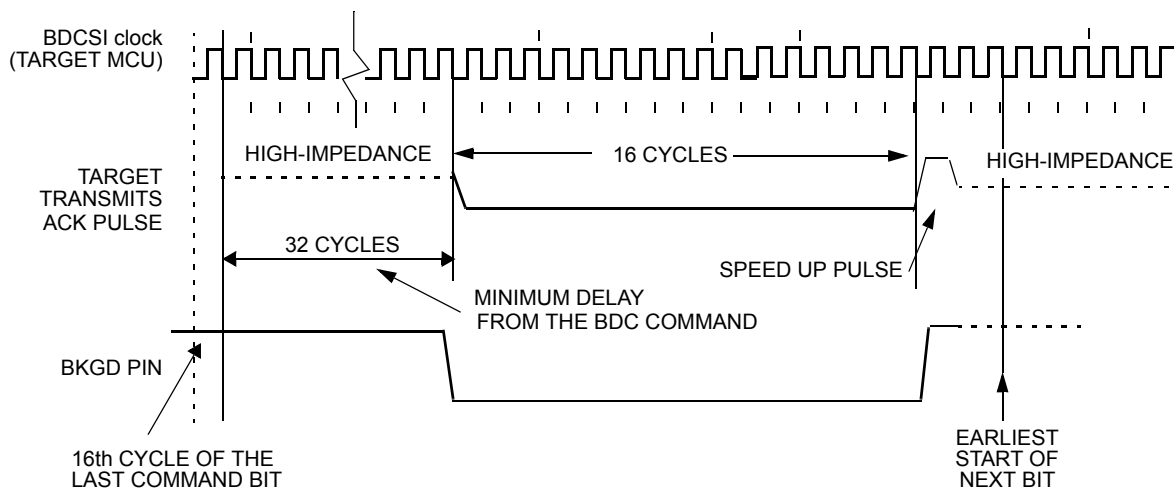 BDCSI clock
(TARGET MCU)
HIGH-IMPEDANCE
16 CYCLES
HIGH-IMPEDANCE
TARGET
TRANSMITS
ACK PULSE
32 CYCLES
SPEED UP PULSE
MINIMUM DELAY
FROM THE BDC COMMAND
BKGD PIN
16th CYCLE OF THE
LAST COMMAND BIT
EARLIEST
START OF
NEXT BIT